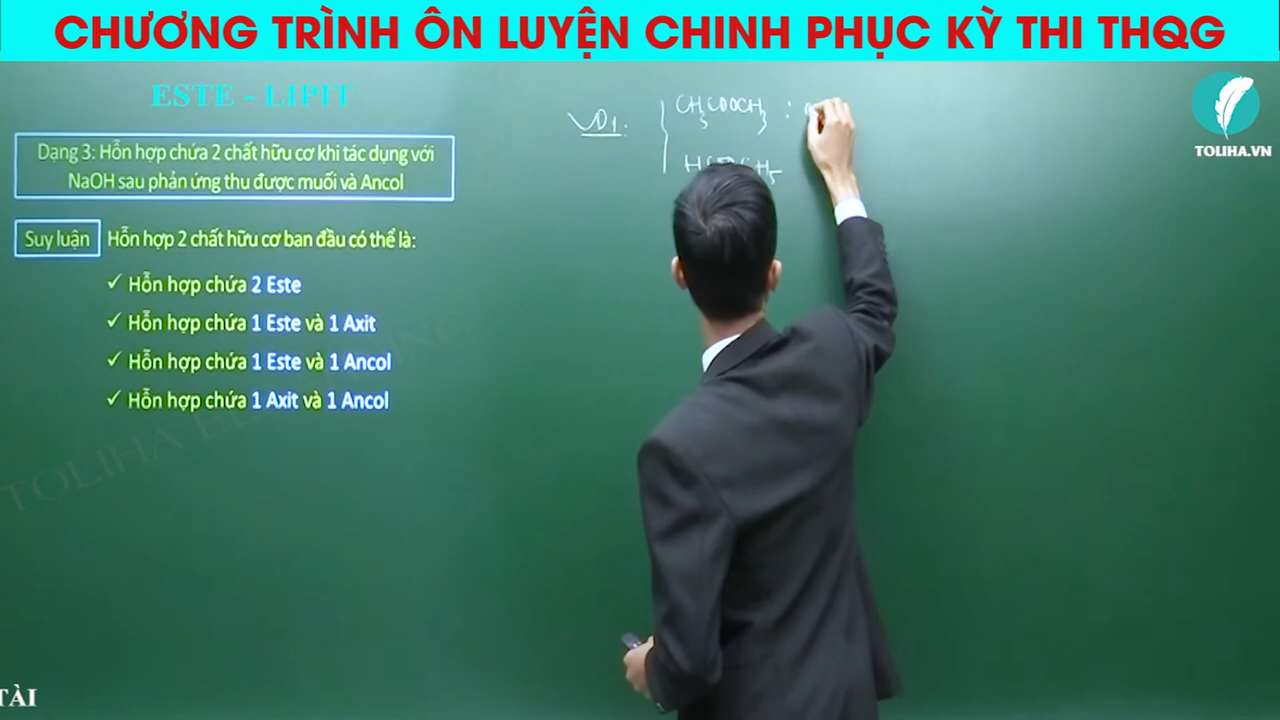 CHƯƠNG TRÌNH ÔN LUYỆN CHINH PHỤC KỲ THI THQG
ESTE - LIPIT
TOLIHA.VN
Dạng 3: Hỗn hợp chứa 2 chất hữu cơ khi tác dụng với
NaOH sau phản ứng thu được muối và Ancol
Suy luận Hỗn hợp 2 chất hữu cơ ban đầu có thể là:
✓ Hỗn hợp chứa 2 Este
✓ Hỗn hợp chứa 1 Este và 1 Axit
✓ Hỗn hợp chứa 1 Este và 1 Ancol
✓ Hỗn hợp chứa 1 Axit và 1 Ancol
VD1:
CH₃COOCH₃ :
TOLIHA
TÀI